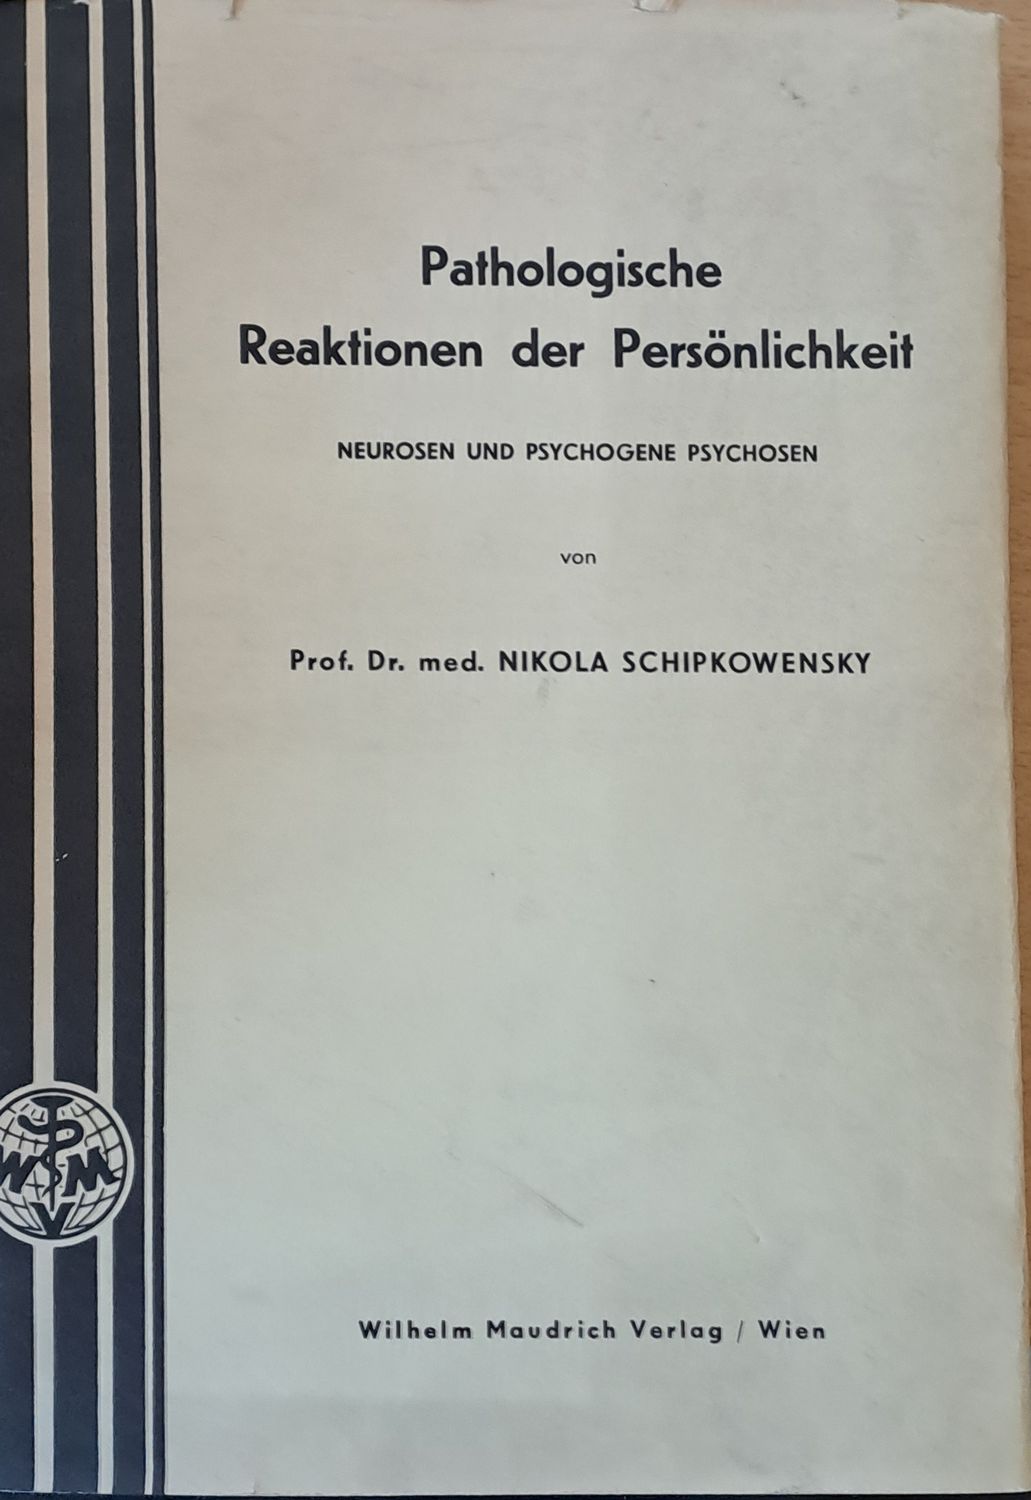 Pathologische
Reaktionen der Persönlichkeit
NEUROSEN UND PSYCHOGENE PSYCHOSEN
von
Prof. Dr. med. NIKOLA SCHIPKOWENSKY
W M
V
Wilhelm Maudrich Verlag / Wien